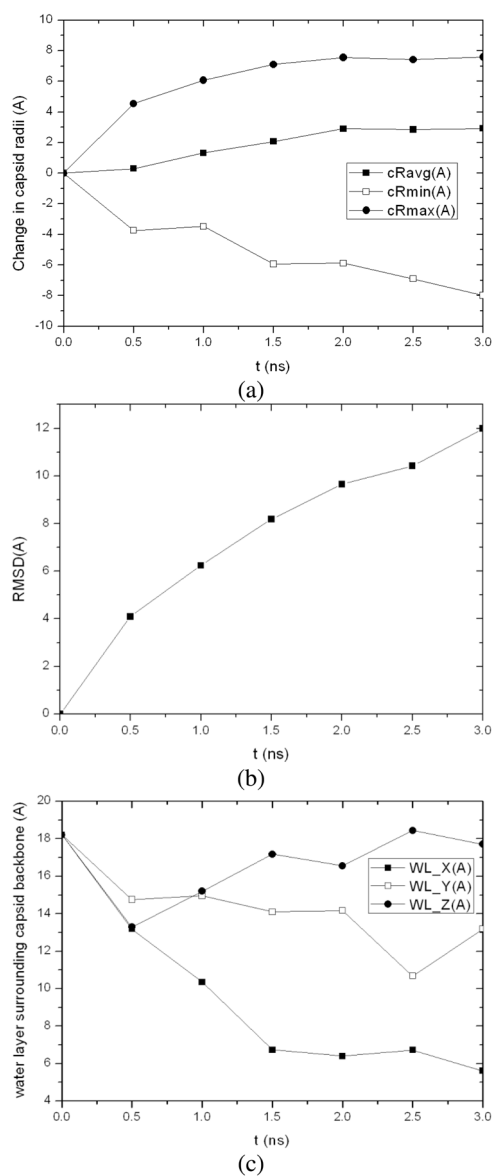 10
8
6
4
2
0
-2
-4
-6
-8
-10
Change in capsid radii (A)
cRavg(A)
cRmin(A)
cRmax(A)
0.0 0.5 1.0 1.5 2.0 2.5 3.0
t (ns)
(a)
12
10
8
6
4
2
0
RMSD(A)
0.0 0.5 1.0 1.5 2.0 2.5 3.0
t (ns)
(b)
20
18
16
14
12
10
8
6
4
water layer surrounding capsid backbone (A)
WL_X(A)
WL_Y(A)
WL_Z(A)
0.0 0.5 1.0 1.5 2.0 2.5 3.0
t (ns)
(c)